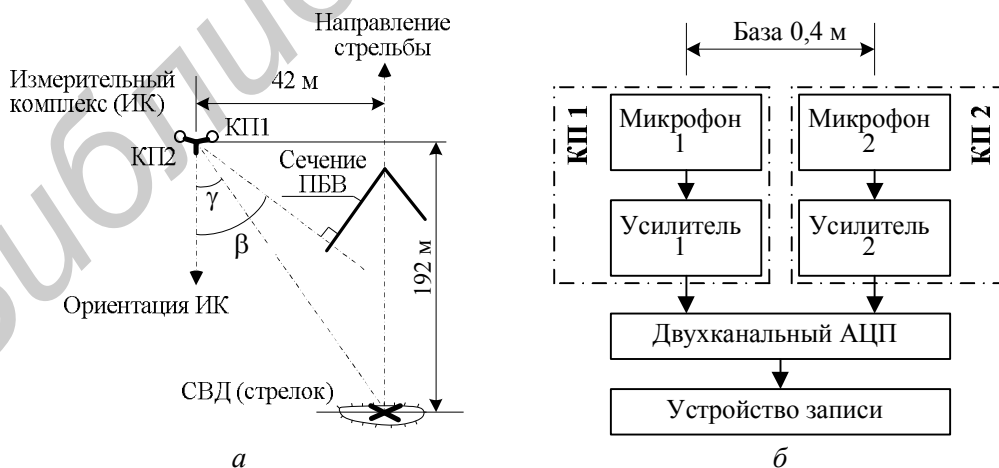 Направление
стрельбы
Измерительный
комплекс (ИК)
42 м
КП1
КП2
Сечение
ПБВ
γ
β
192 м
Ориентация ИК
СВД (стрелок)
а
База 0,4 м
КП 1
Микрофон
1
Микрофон
2
КП 2
Усилитель
1
Усилитель
2
Двухканальный АЦП
Устройство записи
б